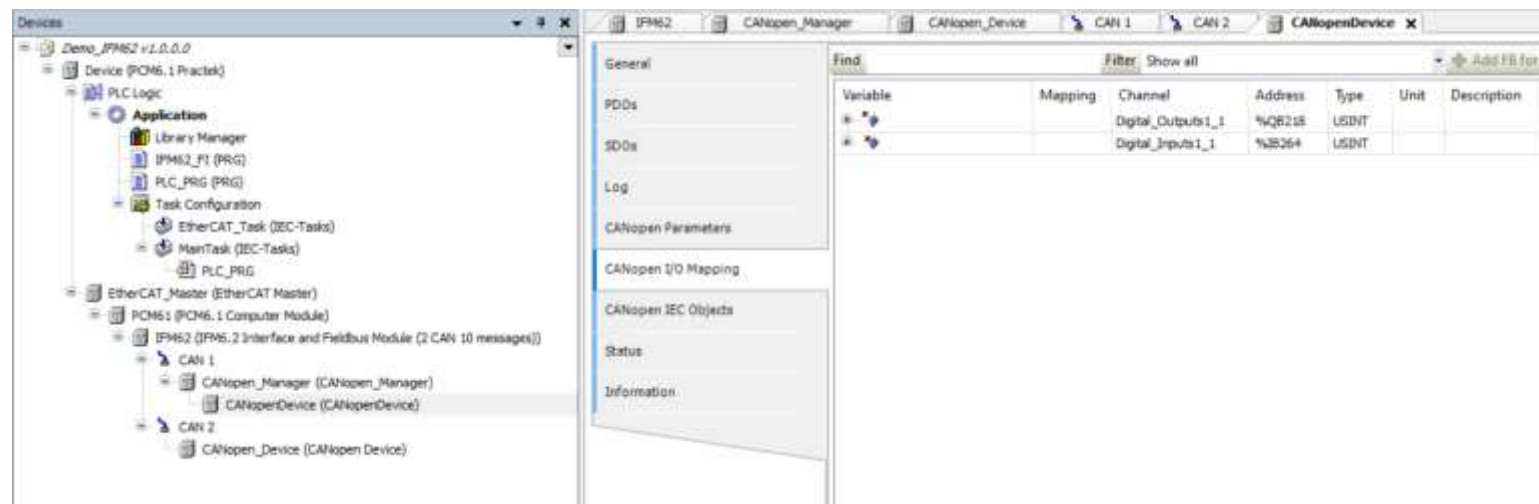 Devices
Demo_IFM62 v1.0.0.0
Device (PCM6.1 Practek)
PLC Logic
Application
Library Manager
IFM62_FI (PRG)
PLC_PRG (PRG)
Task Configuration
EtherCAT_Task (IEC-Tasks)
MainTask (IEC-Tasks)
PLC_PRG
EtherCAT_Master (EtherCAT Master)
PCM61 (PCM6.1 Computer Module)
IFM62 (IFM6.2 Interface and Fieldbus Module (2 CAN 10 messages))
CAN 1
CANopen_Manager (CANopen_Manager)
CANopenDevice (CANopenDevice)
CAN 2
CANopen_Device (CANopen Device)
IFM62 CANopen_Manager CANopen_Device CAN 1 CAN 2 CANopenDevice
General
PDOs
SDOs
Log
CANopen Parameters
CANopen I/O Mapping
CANopen IEC Objects
Status
Information
Find Filter Show all Add FB for
Variable Mapping Channel Address Type Unit Description
Digital_Outputs1_1 %QB218 USINT
Digital_Inputs1_1 %IB264 USINT